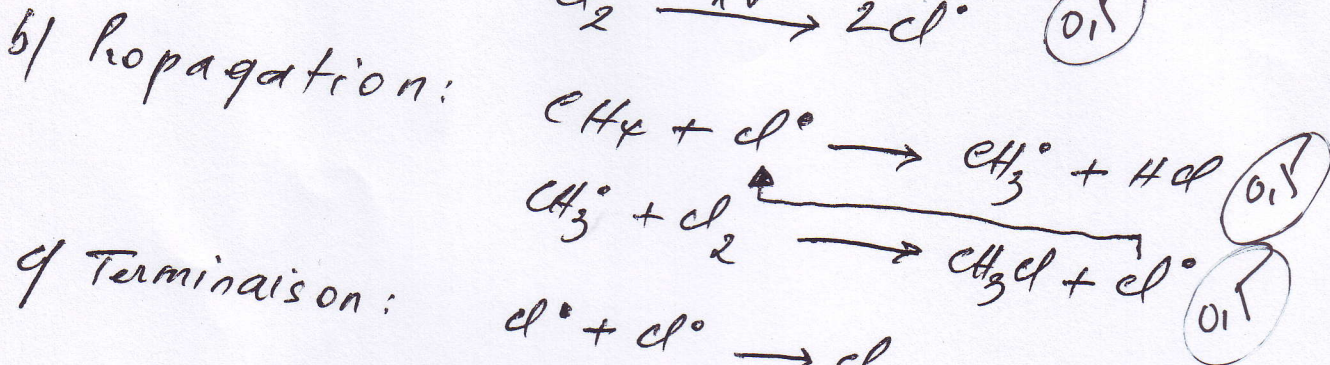 2 → 2Cl° 0,5
b/ Propagation:
CH4 + Cl° → CH3° + HCl 0,5
CH3° + Cl2 → CH3Cl + Cl° 0,5
c/ Terminaison:
Cl° + Cl° → Cl